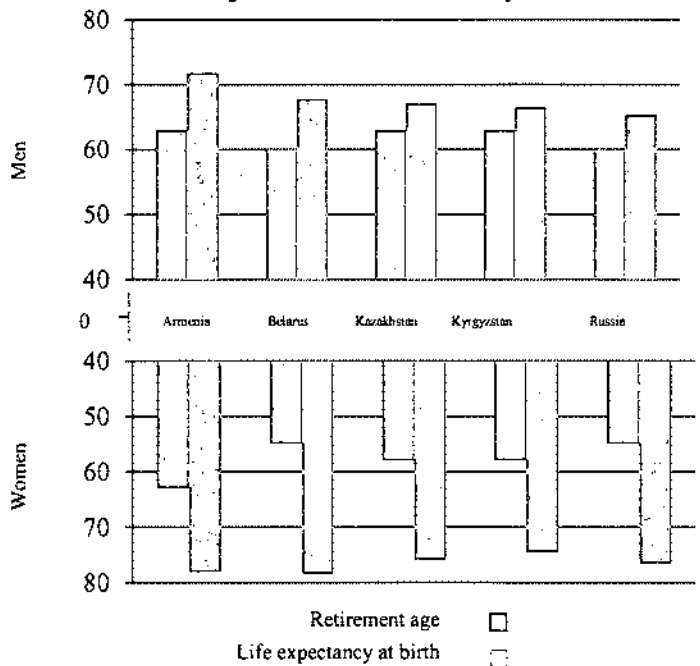 80
70
Men
60
50
40
0
Armenia Belarus Kazakhstan Kyrgyzstan Russia
40
50
Women
60
70
80
Retirement age
Life expectancy at birth